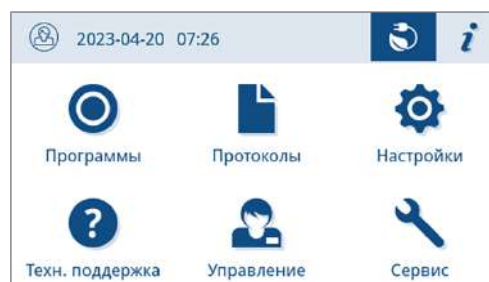 2023-04-20 07:26 i
Программы Протоколы Настройки
?
Техн. поддержка Управление Сервис